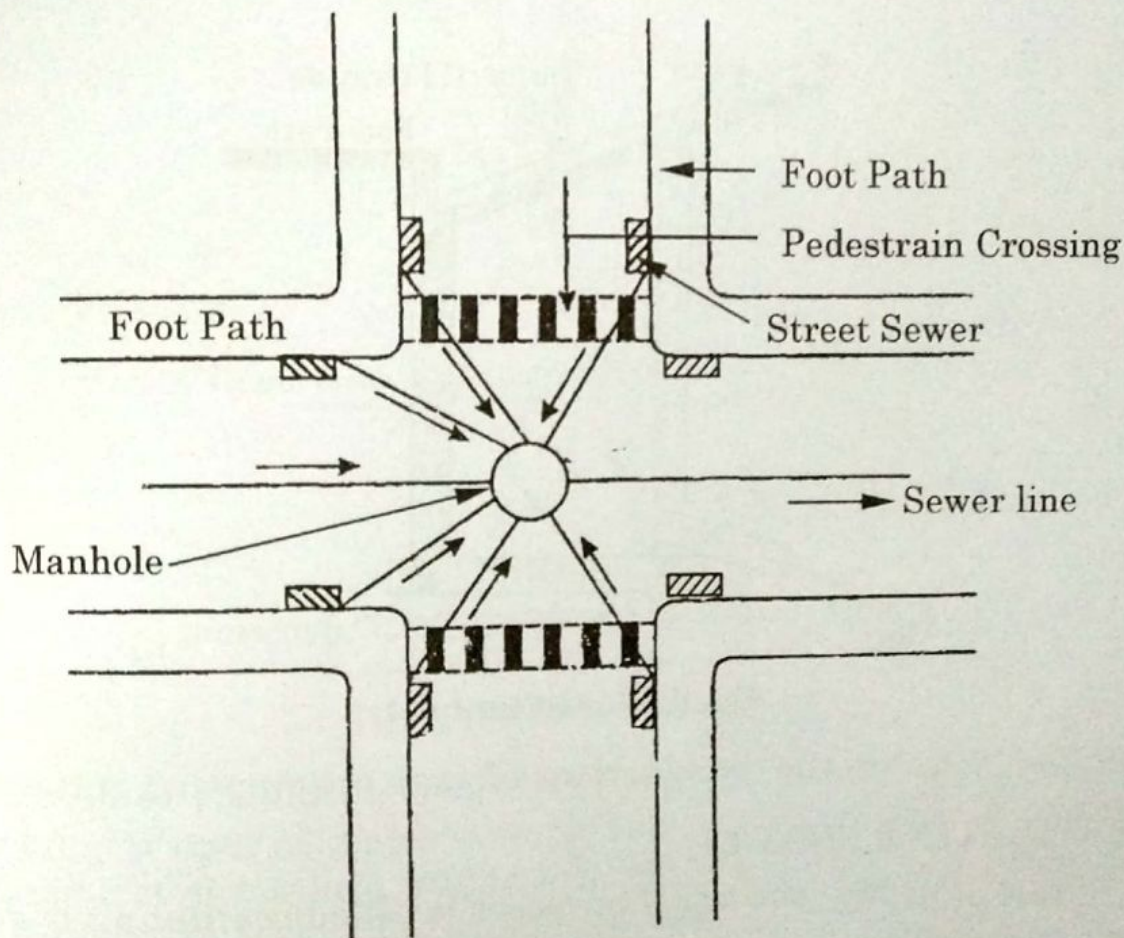 Foot Path
Pedestrain Crossing
Foot Path
Street Sewer
Sewer line
Manhole